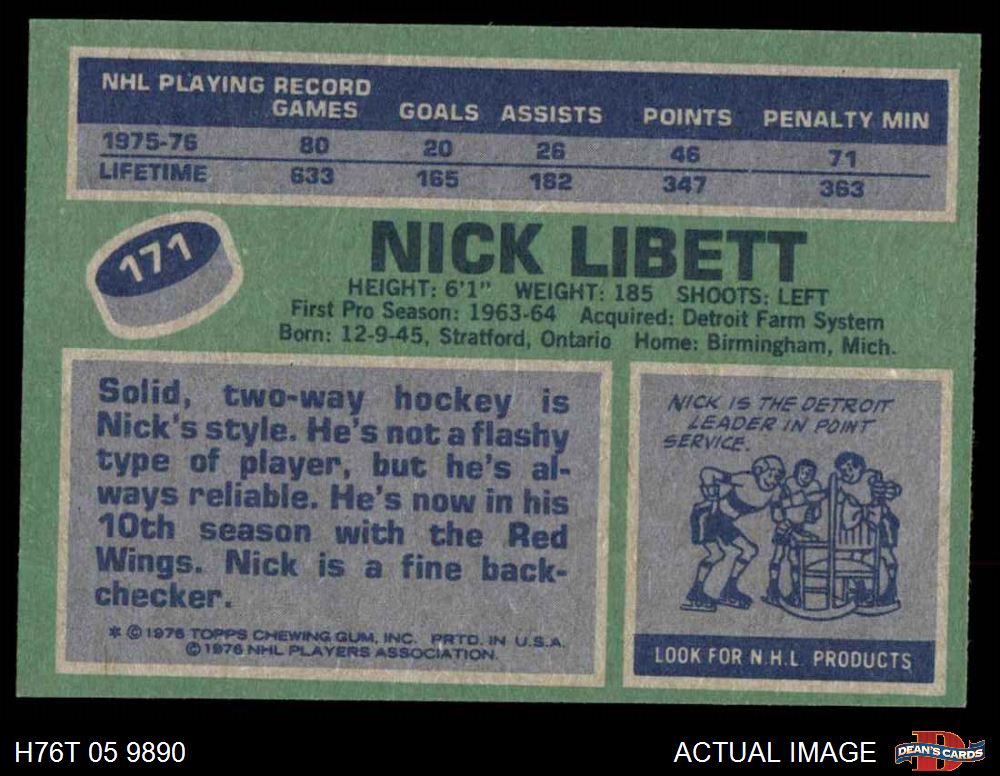 NHL PLAYING RECORD
GAMES GOALS ASSISTS POINTS PENALTY MIN
1975-76 80 20 26 46 71
LIFETIME 633 165 182 347 363
171
NICK LIBETT
HEIGHT: 6'1" WEIGHT: 185 SHOOTS: LEFT
First Pro Season: 1963-64 Acquired: Detroit Farm System
Born: 12-9-45, Stratford, Ontario Home: Birmingham, Mich.
Solid, two-way hockey is
Nick's style. He's not a flashy
type of player, but he's al-
ways reliable. He's now in his
10th season with the Red
Wings. Nick is a fine back-
checker.
* © 1976 TOPPS CHEWING GUM, INC. PRTD. IN U.S.A.
© 1976 NHL PLAYERS ASSOCIATION.
NICK IS THE DETROIT
LEADER IN POINT
SERVICE.
LOOK FOR N.H.L. PRODUCTS
H76T 05 9890
ACTUAL IMAGE
D
DEAN'S CARDS